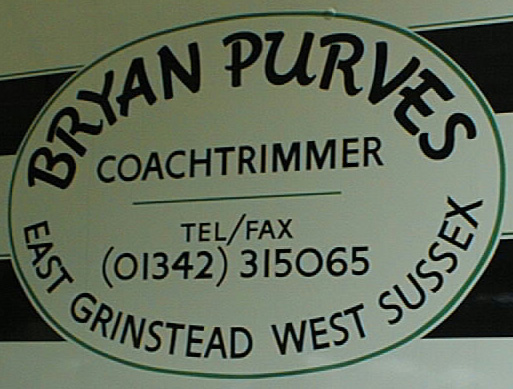 BRYAN PURVES
COACHTRIMMER
TEL/FAX
(01342) 315065
EAST GRINSTEAD WEST SUSSEX